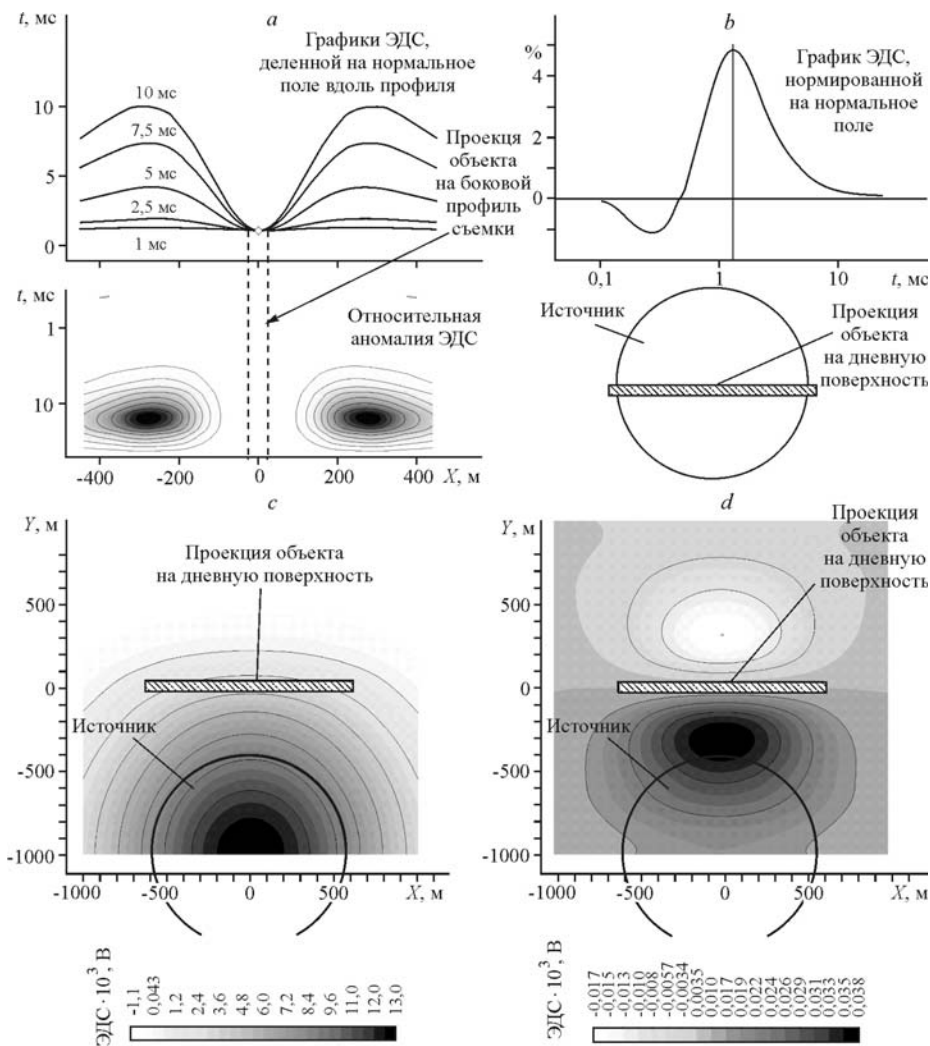 t, мс
a
Графики ЭДС,
деленной на нормальное
поле вдоль профиля
10 мс
7,5 мс
5 мс
2,5 мс
1 мс
10
5
0
Проекця
объекта
на боковой
профиль
съемки
t, мс
1
10
Относительная
аномалия ЭДС
-400
-200
0
200
400
X, м
b
%
4
2
0
График ЭДС,
нормированной
на нормальное
поле
0,1
1
10
t, мс
Источник
Проекция
объекта
на дневную
поверхность
c
Y, м
Проекция объекта
на дневную поверхность
500
0
-500
-1000
Источник
-1000
-500
0
500
X, м
ЭДС · 10³, В
-1,1
0,043
1,2
2,4
3,6
4,8
6,0
7,2
8,4
9,6
11,0
12,0
13,0
d
Y, м
Проекция
объекта
на дневную
поверхность
500
0
-500
-1000
Источник
-1000
-500
0
500
X, м
ЭДС · 10³, В
-0,017
-0,015
-0,013
-0,010
-0,008
-0,0057
-0,0034
0,0035
0,010
0,017
0,019
0,022
0,024
0,026
0,029
0,031
0,033
0,035
0,038